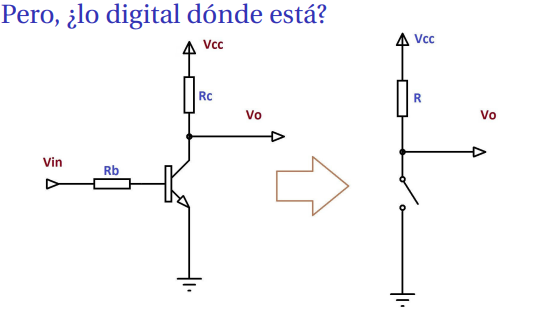 Pero, ¿lo digital dónde está?
Vcc
Rc
Vo
Vin
Rb
Vcc
R
Vo